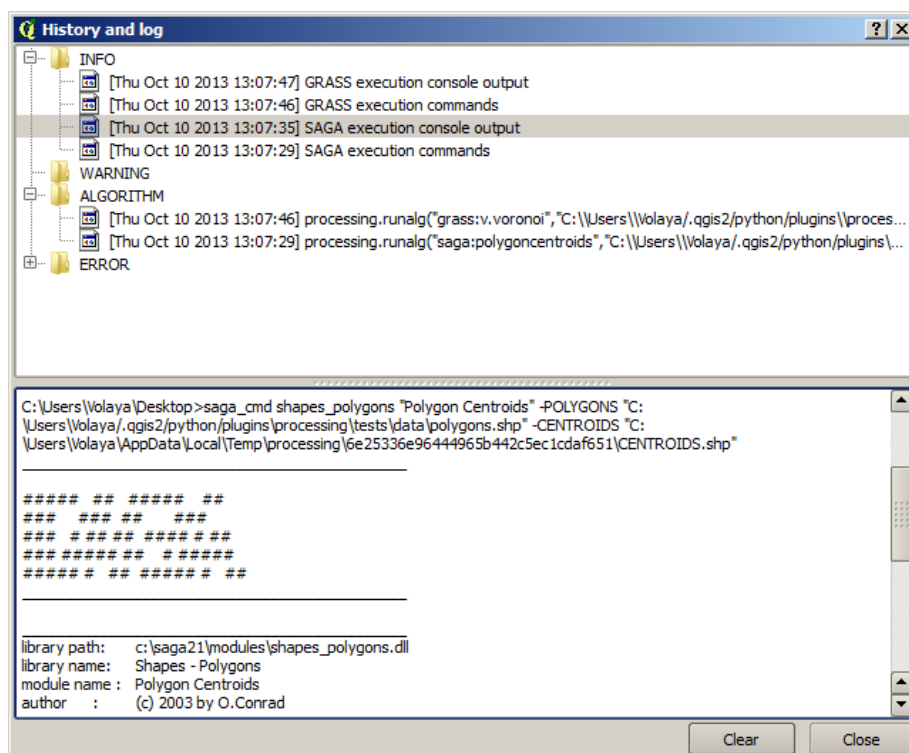 History and log
INFO
[Thu Oct 10 2013 13:07:47] GRASS execution console output
[Thu Oct 10 2013 13:07:46] GRASS execution commands
[Thu Oct 10 2013 13:07:35] SAGA execution console output
[Thu Oct 10 2013 13:07:29] SAGA execution commands
WARNING
ALGORITHM
[Thu Oct 10 2013 13:07:46] processing.runalg("grass:v.voronoi","C:\\Users\\Volaya/.qgis2/python/plugins\\proces...
[Thu Oct 10 2013 13:07:29] processing.runalg("saga:polygoncentroids","C:\\Users\\Volaya/.qgis2/python/plugins\...
ERROR
C:\Users\Volaya\Desktop>saga_cmd shapes_polygons "Polygon Centroids" -POLYGONS "C:
\Users\Volaya/.qgis2/python/plugins\processing\tests\data\polygons.shp" -CENTROIDS "C:
\Users\Volaya\AppData\Local\Temp\processing\6e25336e96444965b442c5ec1cdaf651\CENTROIDS.shp"
_____________________________________________
##### ## ##### ##
### ### ## ###
### # ## ## #### # ##
### ##### ## # #####
##### # ## ##### # ##
_____________________________________________
_____________________________________________
library path: c:\saga21\modules\shapes_polygons.dll
library name: Shapes - Polygons
module name : Polygon Centroids
author : (c) 2003 by O.Conrad
Clear
Close